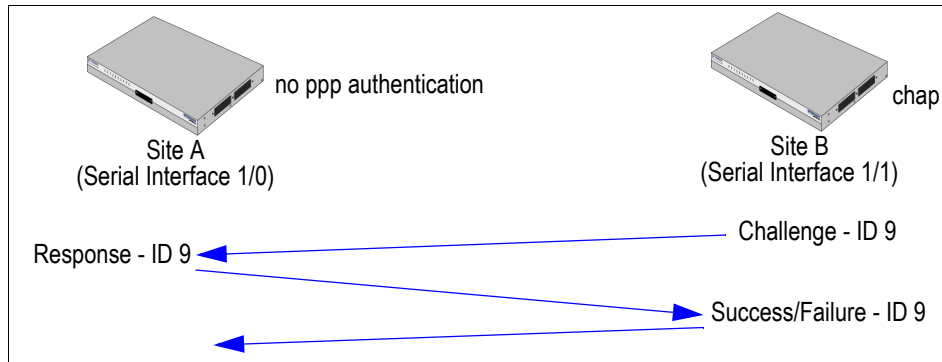 no ppp authentication
chap
Site A
(Serial Interface 1/0)
Site B
(Serial Interface 1/1)
Challenge - ID 9
Response - ID 9
Success/Failure - ID 9